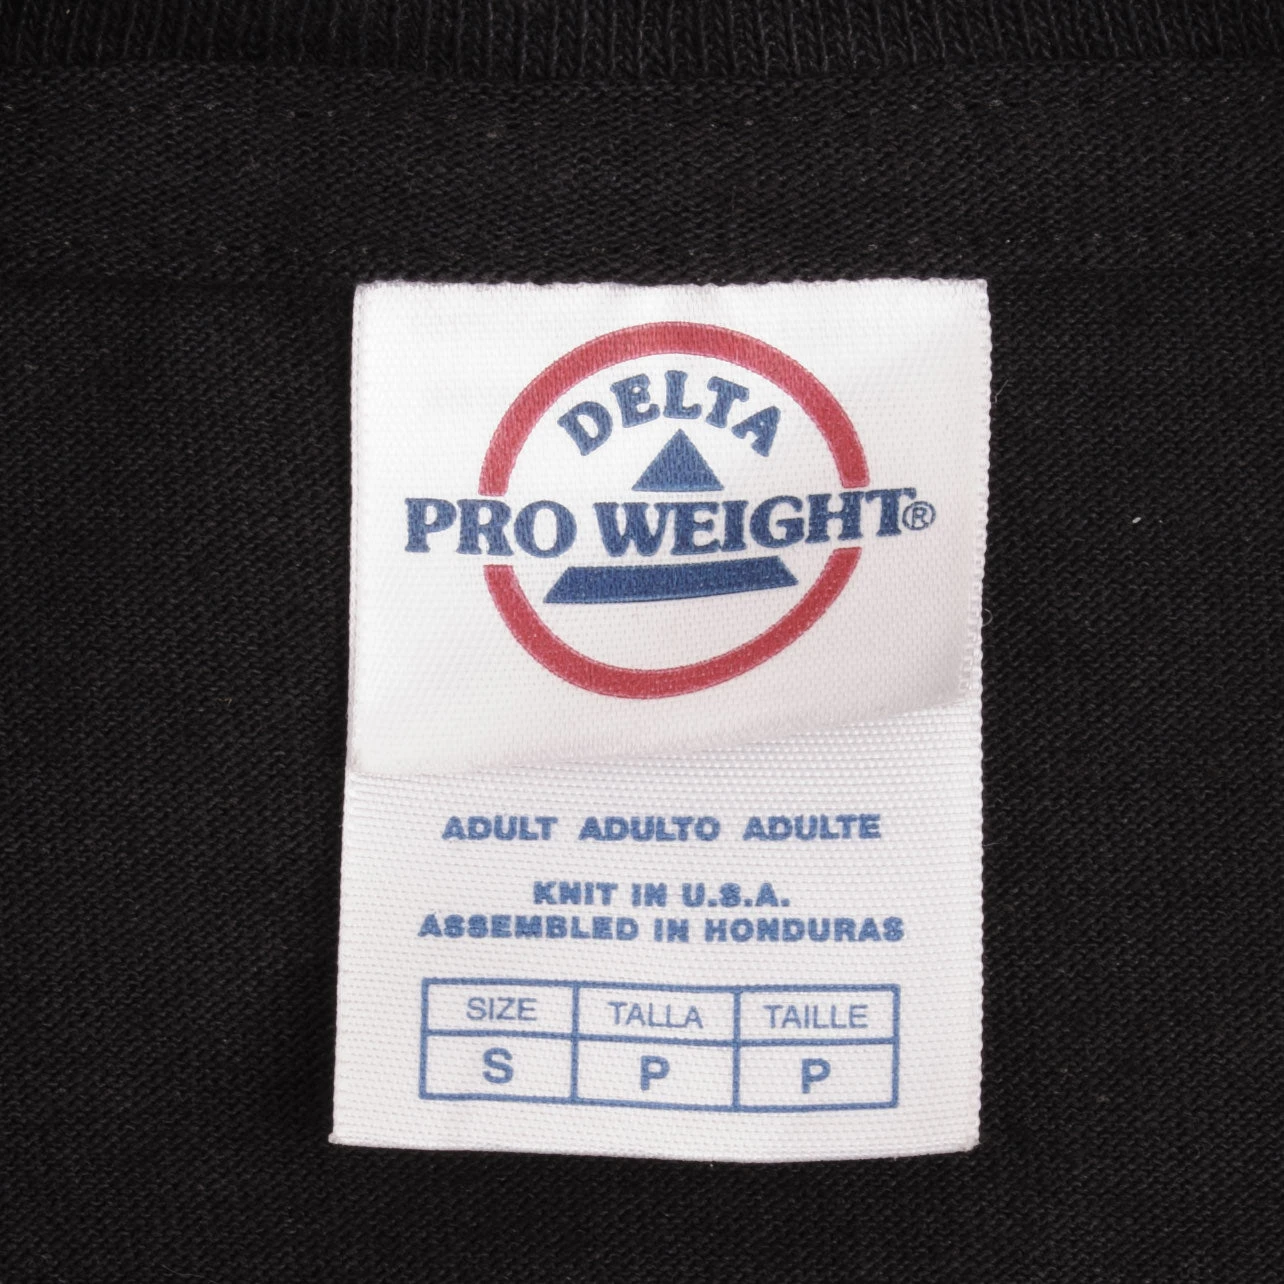 DELTA
PRO WEIGHT®
ADULT ADULTO ADULTE
KNIT IN U.S.A.
ASSEMBLED IN HONDURAS
SIZE TALLA TAILLE
S P P